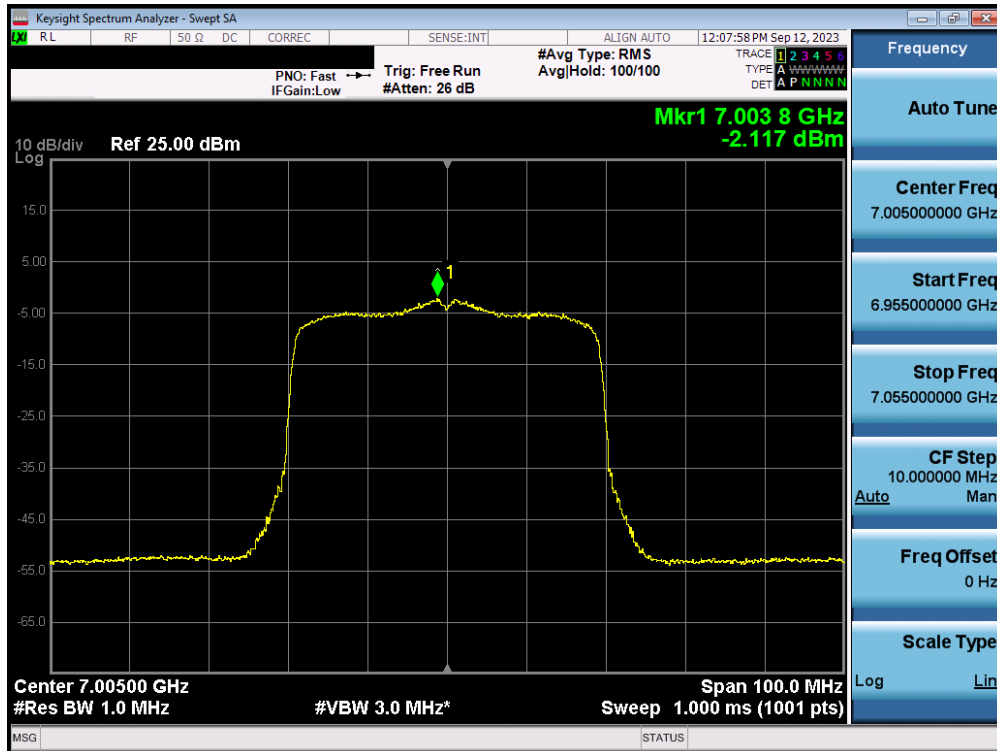 Keysight Spectrum Analyzer - Swept SA
LXI RL RF 50 Ω DC CORREC SENSE:INT ALIGN AUTO 12:07:58 PM Sep 12, 2023
PNO: Fast
IFGain:Low
Trig: Free Run
#Atten: 26 dB
#Avg Type: RMS
Avg|Hold: 100/100
TRACE 1 2 3 4 5 6
TYPE A WWWWW
DET A P N N N N
Mkr1 7.003 8 GHz
-2.117 dBm
10 dB/div
Log
Ref 25.00 dBm
15.0
5.00
-5.00
-15.0
-25.0
-35.0
-45.0
-55.0
-65.0
1
Center 7.00500 GHz
#Res BW 1.0 MHz
#VBW 3.0 MHz*
Span 100.0 MHz
Sweep 1.000 ms (1001 pts)
Frequency
Auto Tune
Center Freq
7.005000000 GHz
Start Freq
6.955000000 GHz
Stop Freq
7.055000000 GHz
CF Step
10.000000 MHz
Auto Man
Freq Offset
0 Hz
Scale Type
Log Lin
MSG STATUS